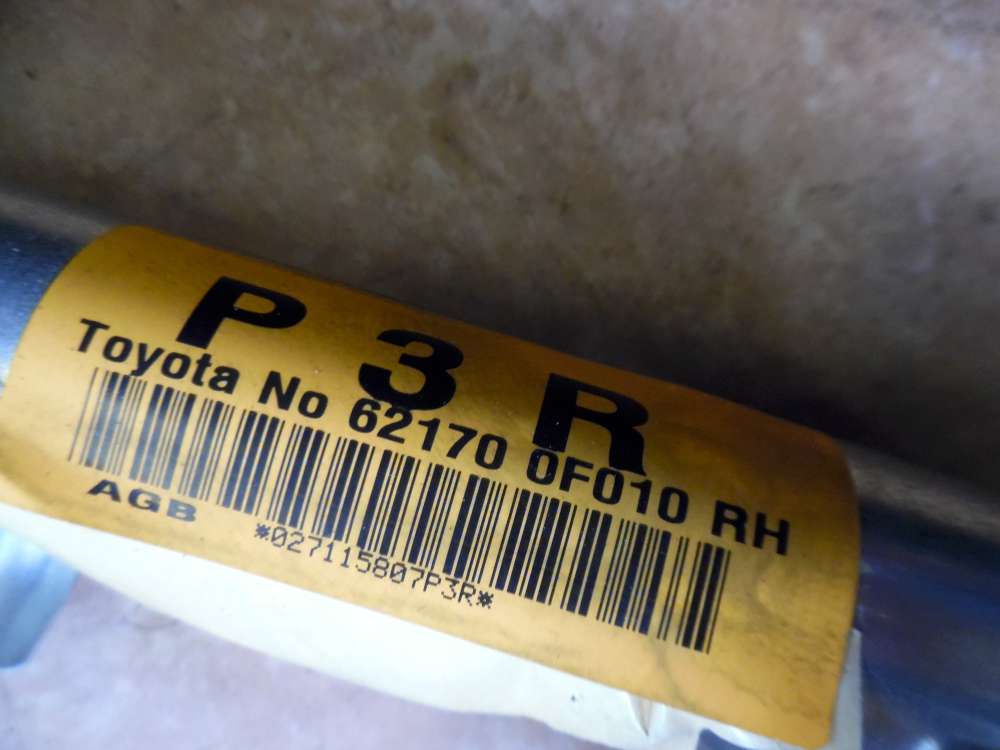 P 3 R
Toyota No 62170 0F010 RH
AGB
*027115807P3R*